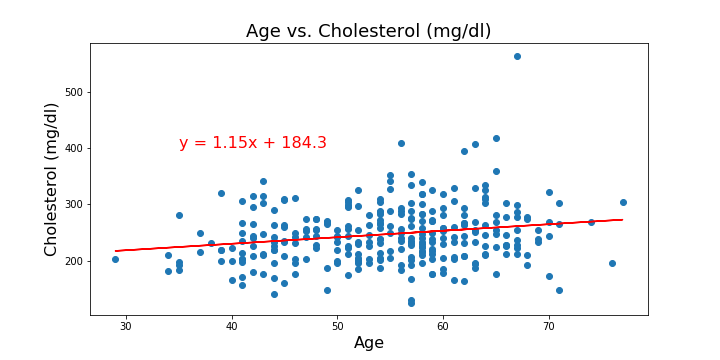 Age vs. Cholesterol (mg/dl)
500
400
300
200
Cholesterol (mg/dl)
y = 1.15x + 184.3
30 40 50 60 70
Age